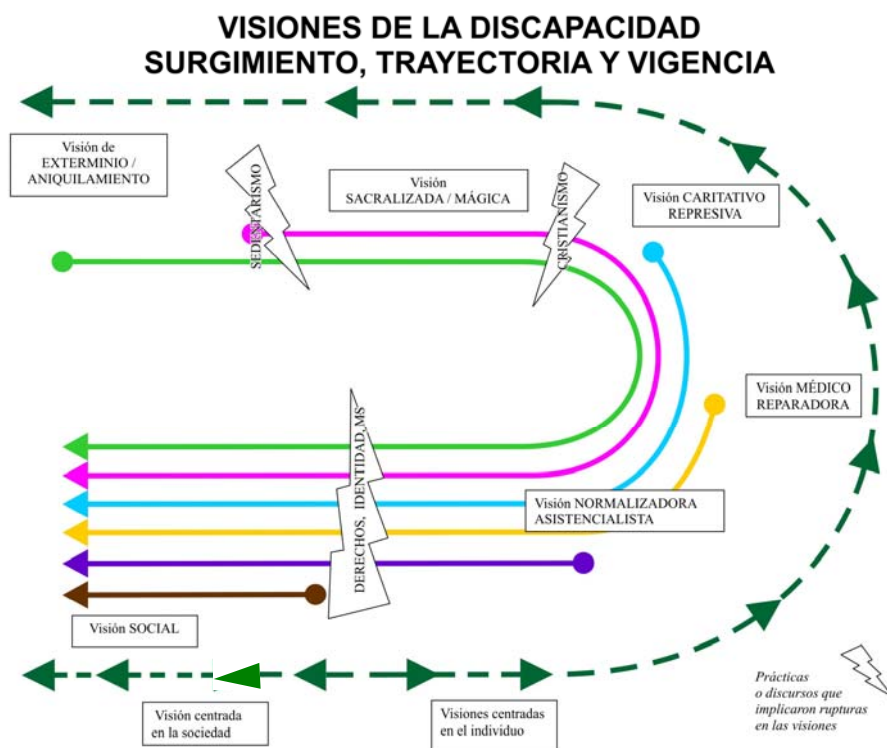 VISIONES DE LA DISCAPACIDAD
SURGIMIENTO, TRAYECTORIA Y VIGENCIA
Visión de
EXTERMINIO /
ANIQUILAMIENTO
SEDENTARISMO
Visión
SACRALIZADA / MÁGICA
CRISTIANISMO
Visión CARITATIVO
REPRESIVA
Visión MÉDICO
REPARADORA
DERECHOS, IDENTIDAD, MS
Visión NORMALIZADORA
ASISTENCIALISTA
Visión SOCIAL
Visión centrada
en la sociedad
Visiones centradas
en el individuo
Prácticas
o discursos que
implicaron rupturas
en las visiones